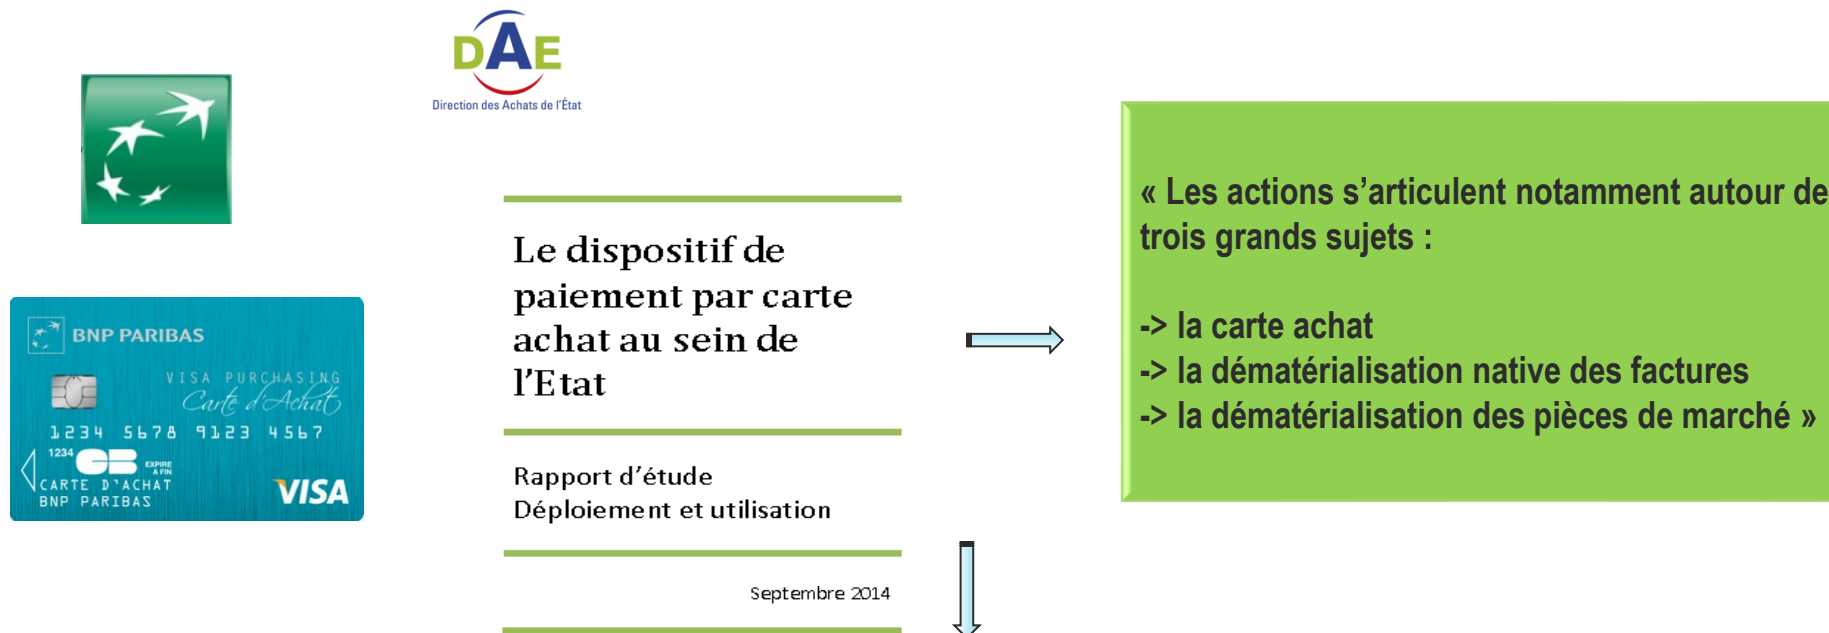 DAE
Direction des Achats de l'État
BNP PARIBAS
VISA PURCHASING
Carte d'Achat
1234 5678 9123 4567
1234
CB
EXPIRE
A FIN
CARTE D'ACHAT
BNP PARIBAS
VISA
Le dispositif de
paiement par carte
achat au sein de
l'Etat
Rapport d'étude
Déploiement et utilisation
Septembre 2014
« Les actions s'articulent notamment autour de
trois grands sujets :
-> la carte achat
-> la dématérialisation native des factures
-> la dématérialisation des pièces de marché »